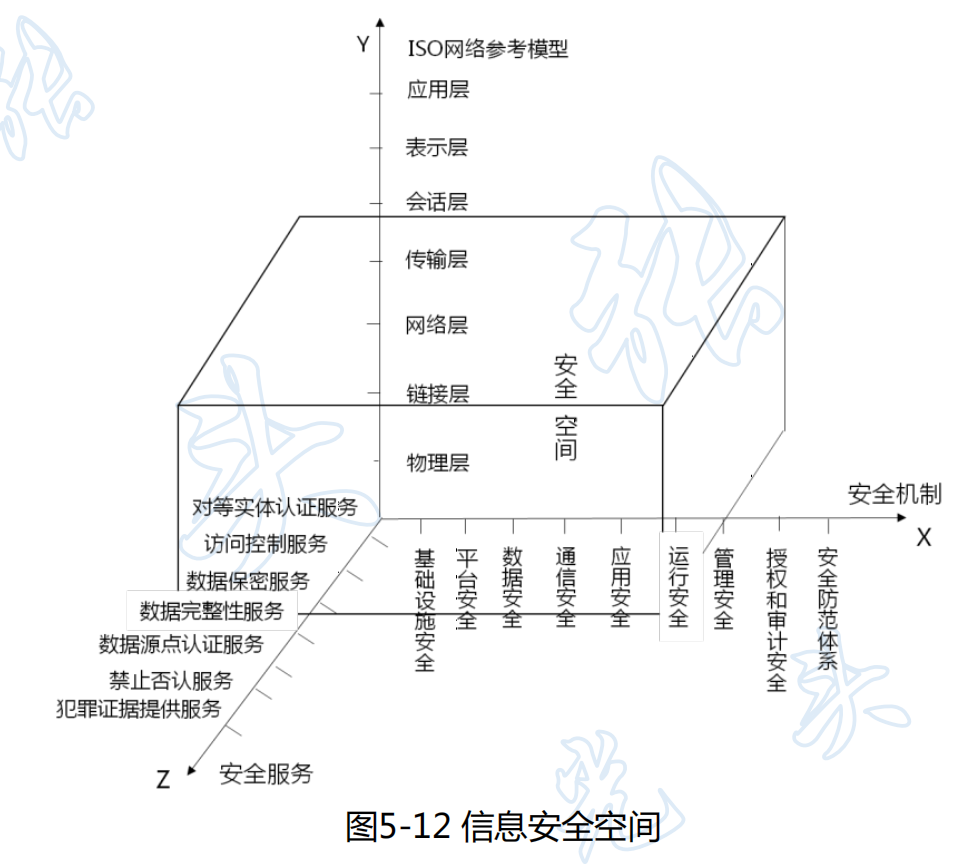 Y
ISO网络参考模型
应用层
表示层
会话层
传输层
网络层
链接层
物理层
安全空间
安全机制
X
对等实体认证服务
访问控制服务
数据保密服务
数据完整性服务
数据源点认证服务
禁止否认服务
犯罪证据提供服务
基础设施安全
平台安全
数据安全
通信安全
应用安全
运行安全
管理安全
授权和审计安全
安全防范体系
Z
安全服务
图5-12 信息安全空间